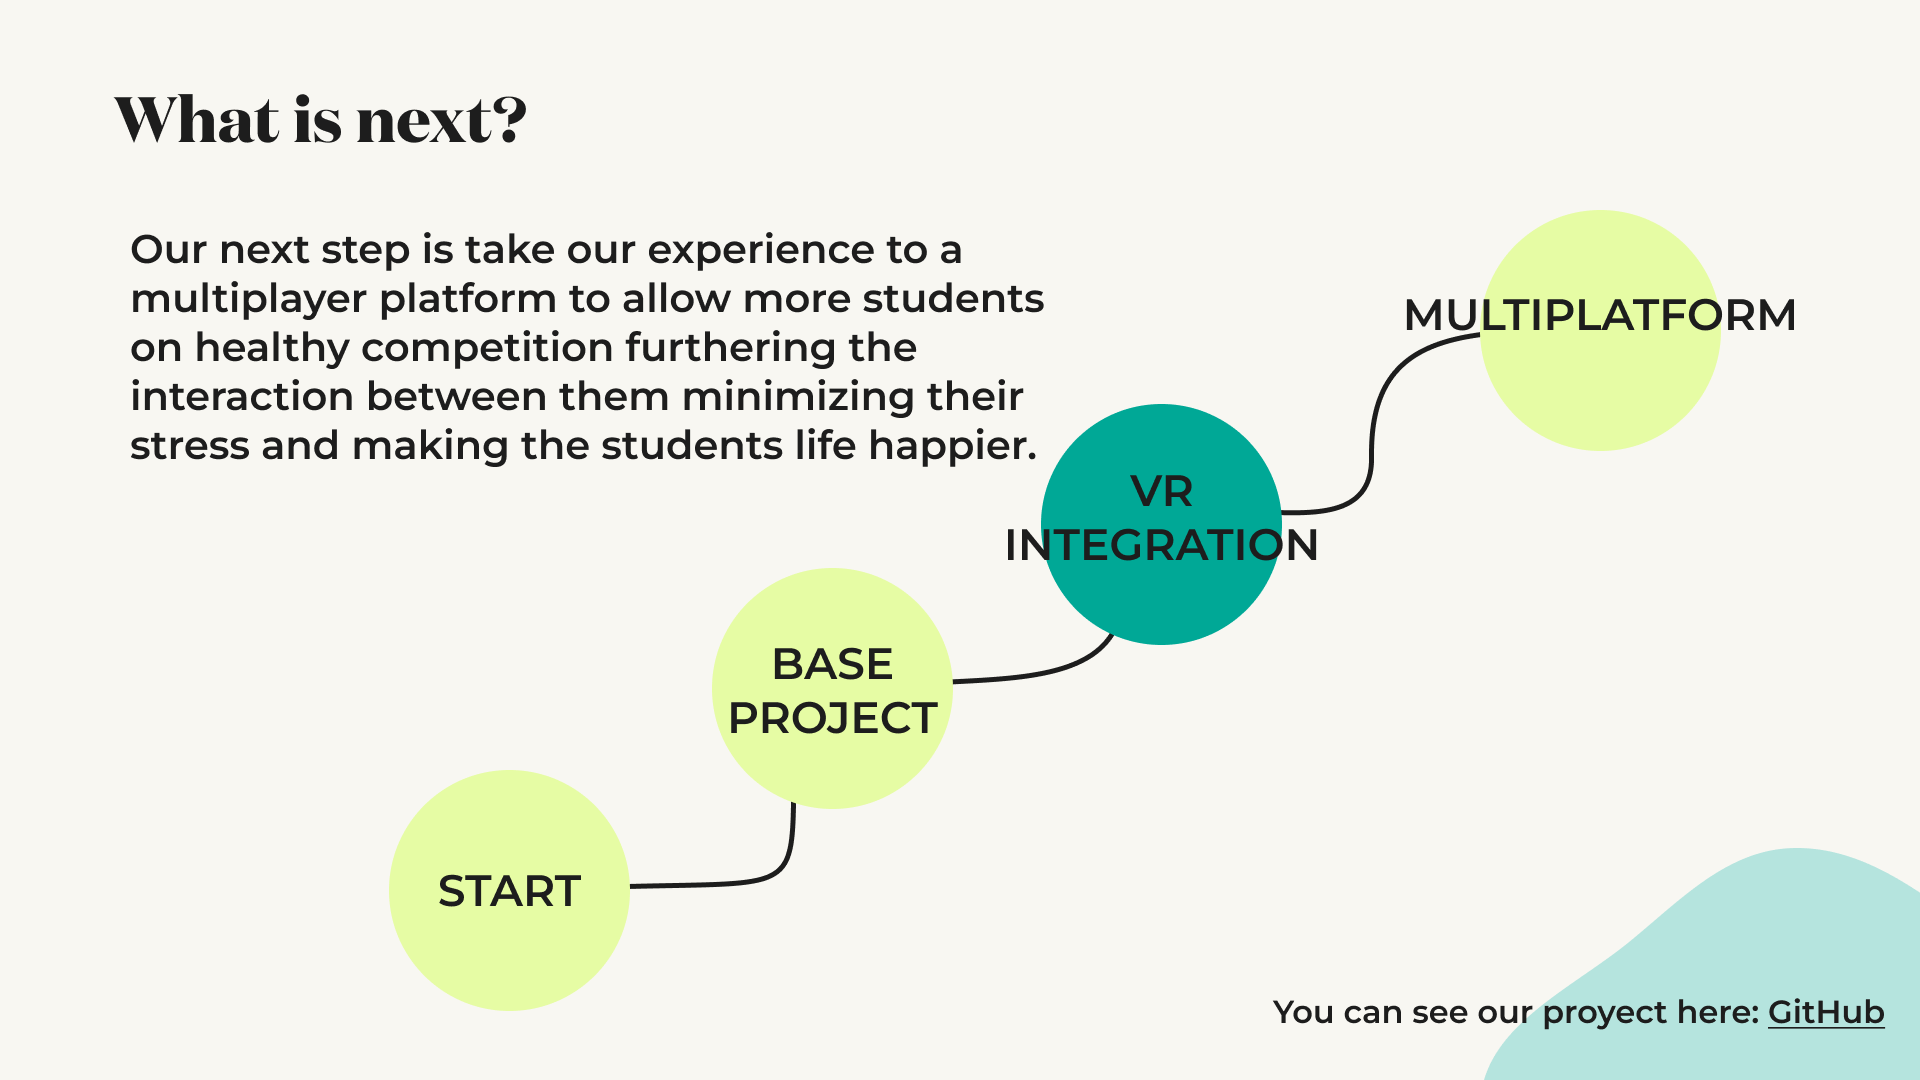 What is next?
Our next step is take our experience to a
multiplayer platform to allow more students
on healthy competition furthering the
interaction between them minimizing their
stress and making the students life happier.
MULTIPLATFORM
VR
INTEGRATION
BASE
PROJECT
START
You can see our proyect here: GitHub